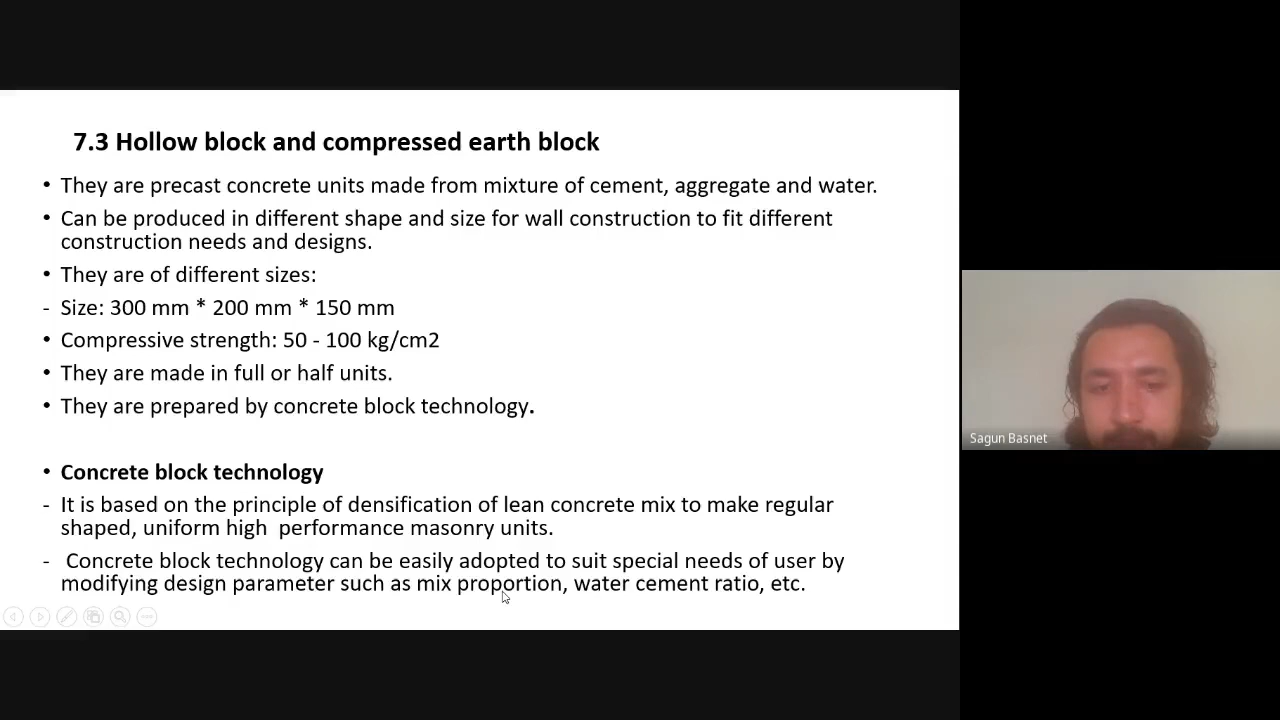 7.3 Hollow block and compressed earth block
• They are precast concrete units made from mixture of cement, aggregate and water.
• Can be produced in different shape and size for wall construction to fit different
construction needs and designs.
• They are of different sizes:
- Size: 300 mm * 200 mm * 150 mm
• Compressive strength: 50 - 100 kg/cm2
• They are made in full or half units.
• They are prepared by concrete block technology.
• Concrete block technology
- It is based on the principle of densification of lean concrete mix to make regular
shaped, uniform high  performance masonry units.
- Concrete block technology can be easily adopted to suit special needs of user by
modifying design parameter such as mix proportion, water cement ratio, etc.
Sagun Basnet